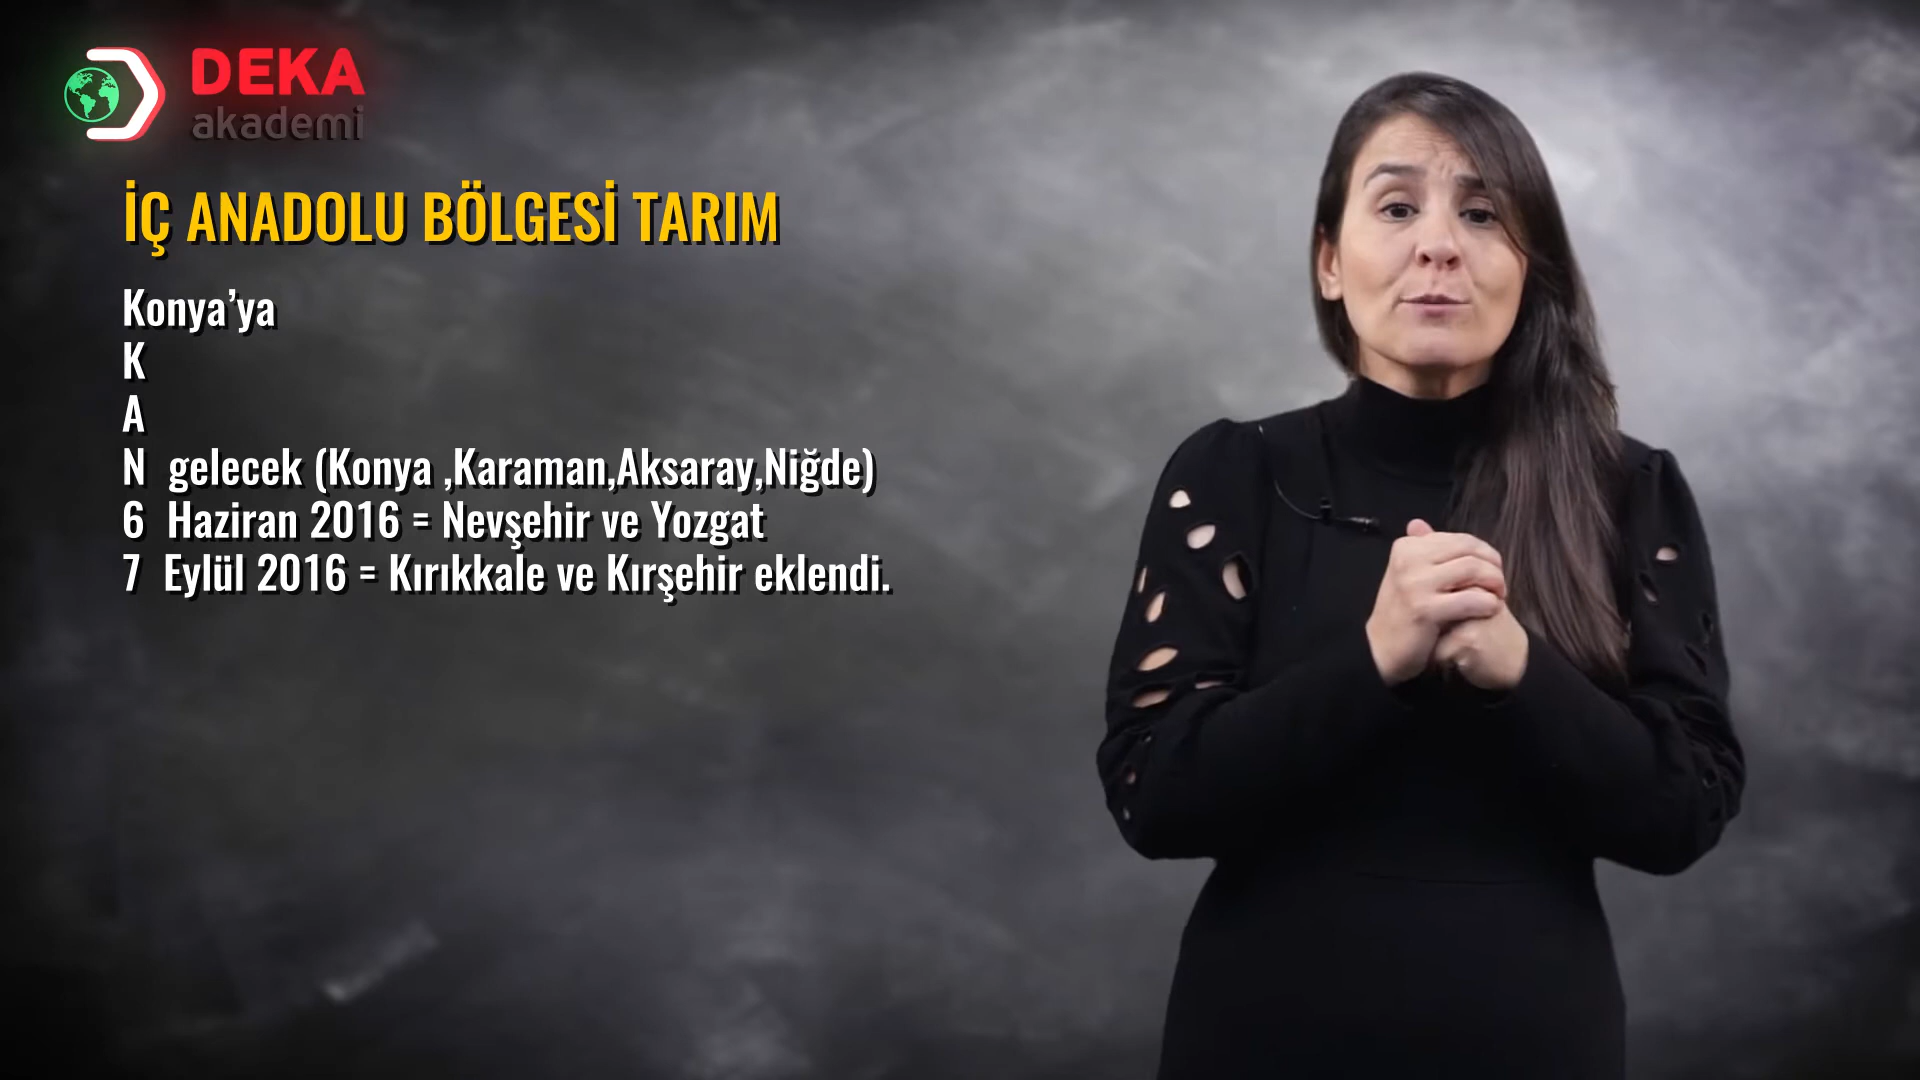 DEKA
akademi
İÇ ANADOLU BÖLGESİ TARIM
Konya’ya
K
A
N gelecek (Konya ,Karaman,Aksaray,Niğde)
6 Haziran 2016 = Nevşehir ve Yozgat
7 Eylül 2016 = Kırıkkale ve Kırşehir eklendi.